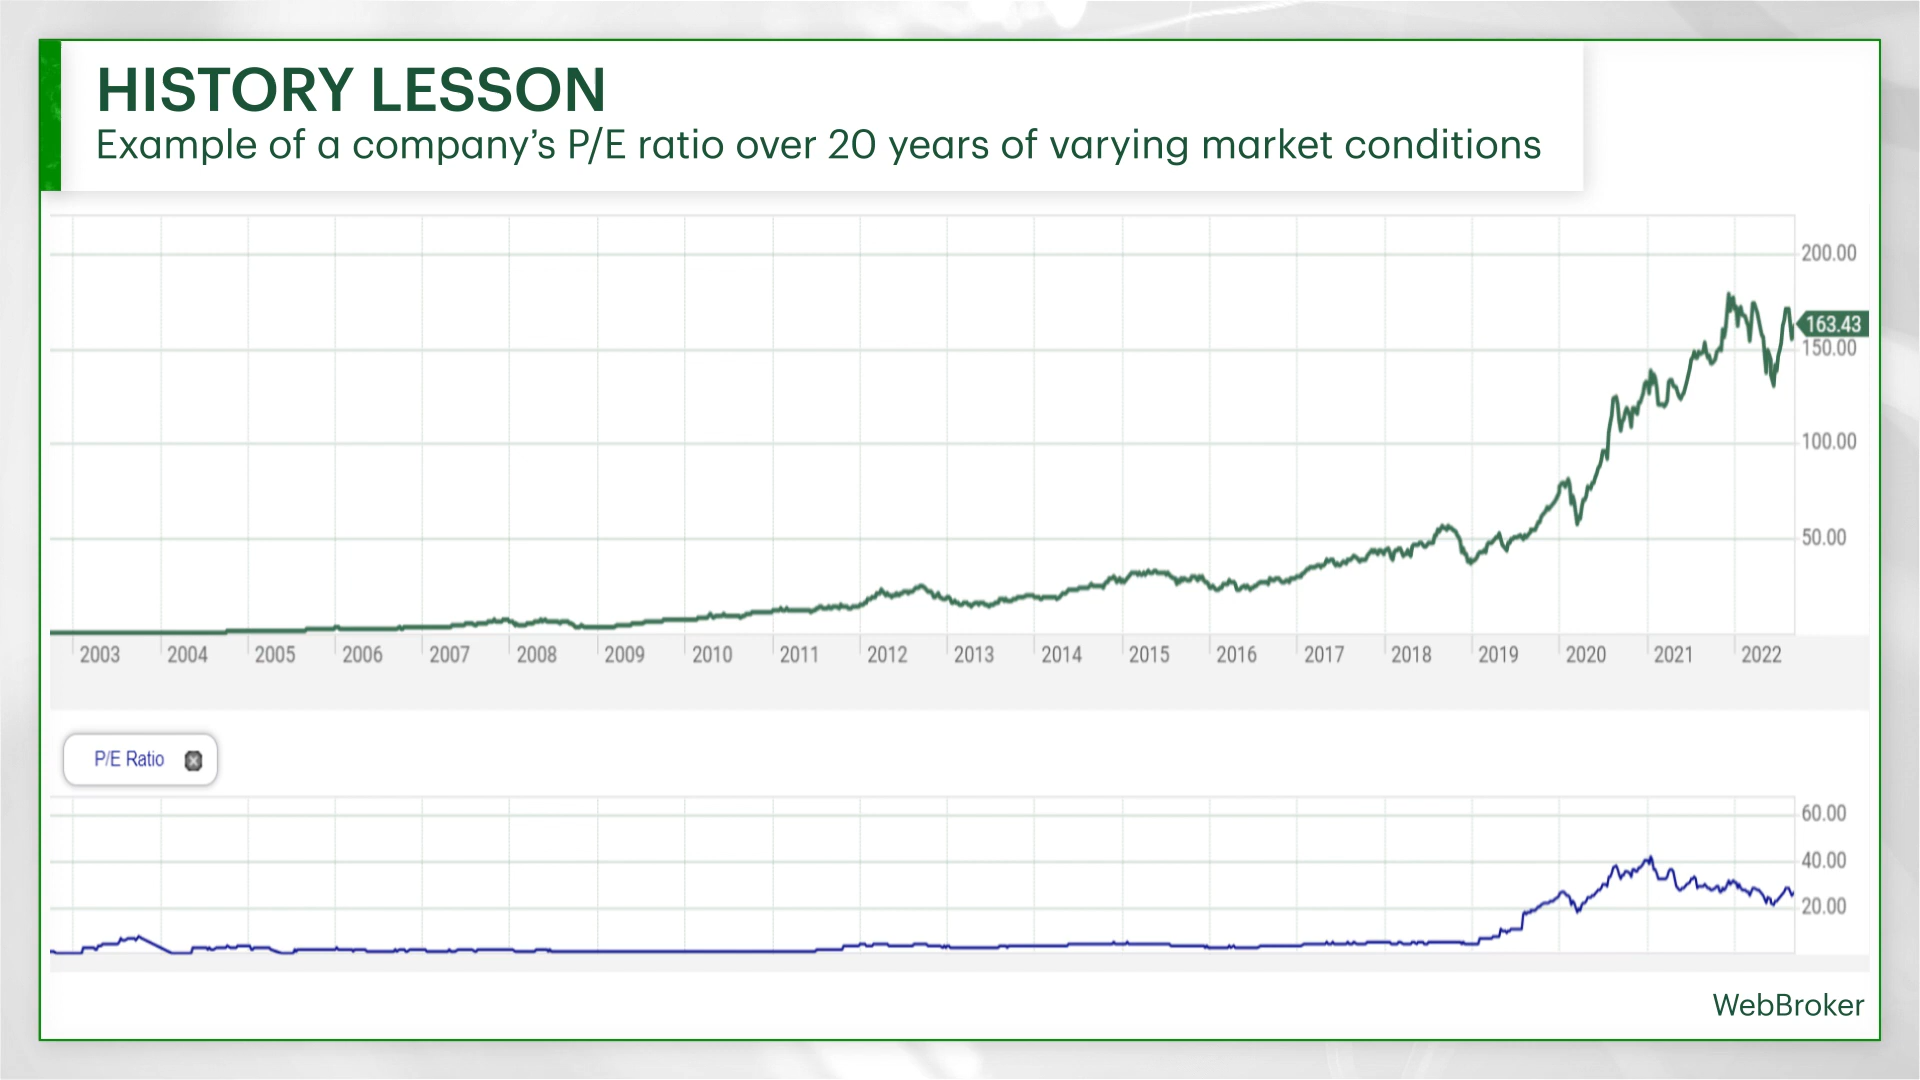 HISTORY LESSON
Example of a company’s P/E ratio over 20 years of varying market conditions
200.00
163.43
150.00
100.00
50.00
2003 2004 2005 2006 2007 2008 2009 2010 2011 2012 2013 2014 2015 2016 2017 2018 2019 2020 2021 2022
P/E Ratio
60.00
40.00
20.00
WebBroker